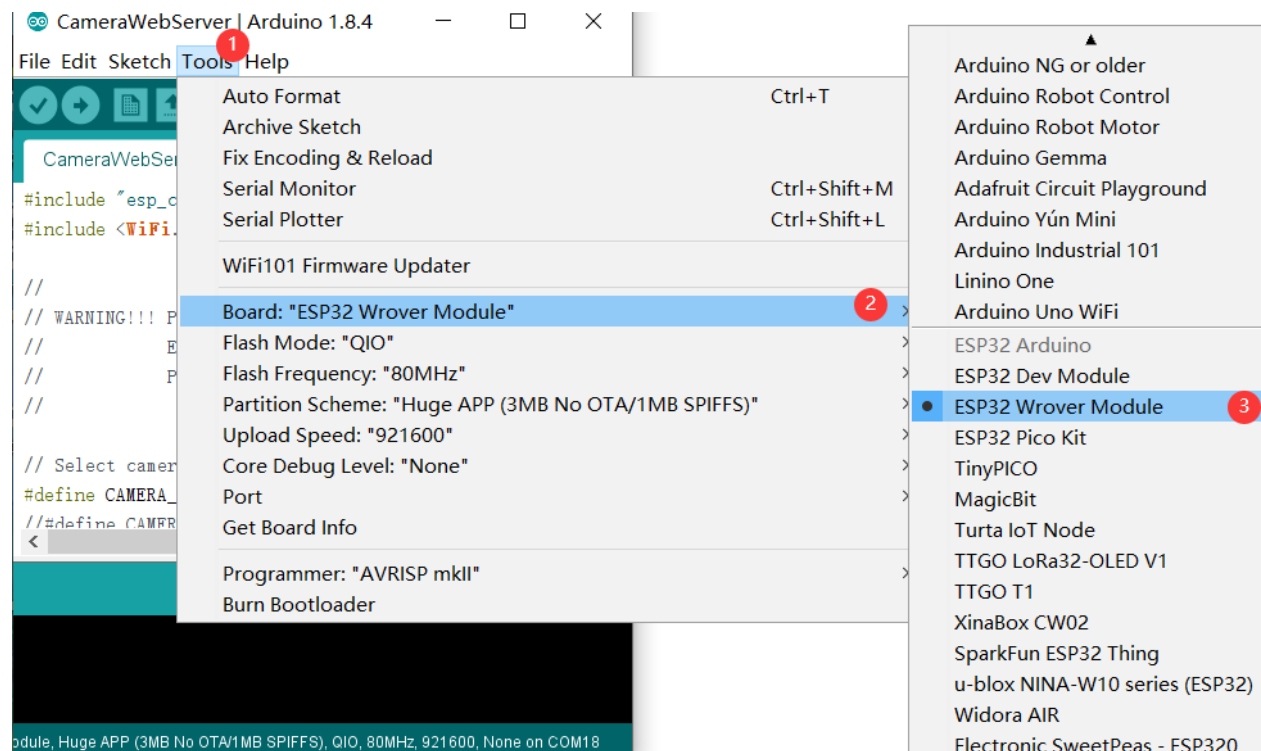 CameraWebServer | Arduino 1.8.4
1
File Edit Sketch Tools Help
CameraWebSe
#include "esp_c
#include <WiFi.
//
// WARNING!!! P
// E
// P
//
// Select camer
#define CAMERA_
//#define CAMER
Auto Format Ctrl+T
Archive Sketch
Fix Encoding & Reload
Serial Monitor Ctrl+Shift+M
Serial Plotter Ctrl+Shift+L
WiFi101 Firmware Updater
Board: "ESP32 Wrover Module" 2
Flash Mode: "QIO"
Flash Frequency: "80MHz"
Partition Scheme: "Huge APP (3MB No OTA/1MB SPIFFS)"
Upload Speed: "921600"
Core Debug Level: "None"
Port
Get Board Info
Programmer: "AVRISP mkII"
Burn Bootloader
Arduino NG or older
Arduino Robot Control
Arduino Robot Motor
Arduino Gemma
Adafruit Circuit Playground
Arduino Yún Mini
Arduino Industrial 101
Linino One
Arduino Uno WiFi
ESP32 Arduino
ESP32 Dev Module
ESP32 Wrover Module 3
ESP32 Pico Kit
TinyPICO
MagicBit
Turta IoT Node
TTGO LoRa32-OLED V1
TTGO T1
XinaBox CW02
SparkFun ESP32 Thing
u-blox NINA-W10 series (ESP32)
Widora AIR
Electronic SweetPeas - ESP320
odule, Huge APP (3MB No OTA/1MB SPIFFS), QIO, 80MHz, 921600, None on COM18